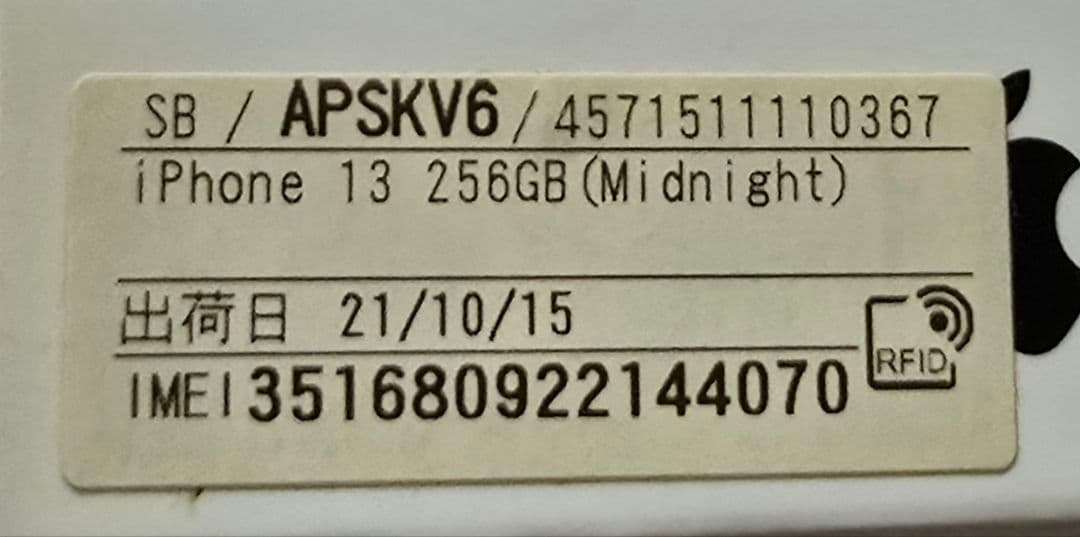 SB / APSKV6 / 4571511110367
iPhone 13 256GB(Midnight)
出荷日 21/10/15
IMEI 351680922144070
RFID